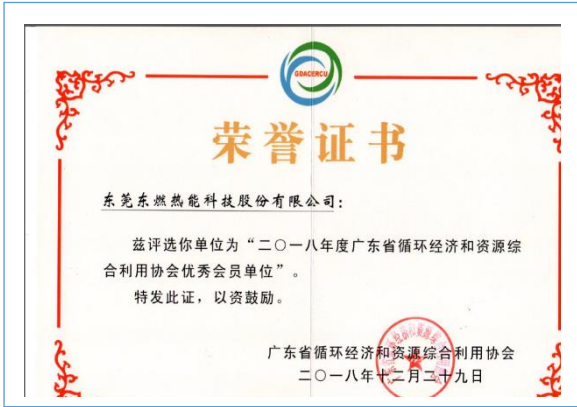 GDACERCU
荣誉证书
东莞东燃热能科技股份有限公司：
兹评选你单位为“二〇一八年度广东省循环经济和资源综
合利用协会优秀会员单位”。
特发此证，以资鼓励。
广东省循环经济和资源综合利用协会
二〇一八年十一月二十九日